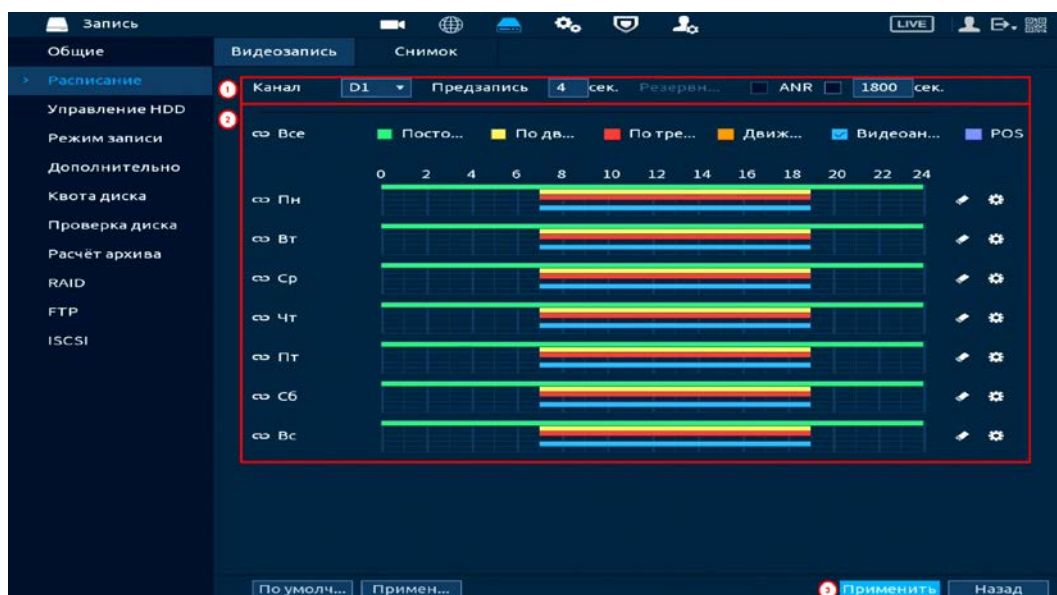 Запись LIVE
Общие Видеозапись Снимок
Расписание
1 Канал D1 Предзапись 4 сек. Резервн... ANR 1800 сек.
Управление HDD
2
Режим записи Все Посто... По дв... По тре... Движ... Видеоан... POS
Дополнительно
0 2 4 6 8 10 12 14 16 18 20 22 24
Квота диска Пн
Проверка диска
Вт
Расчёт архива
RAID Ср
FTP Чт
ISCSI
Пт
Сб
Вс
По умолч... Примен... 3 Применить Назад